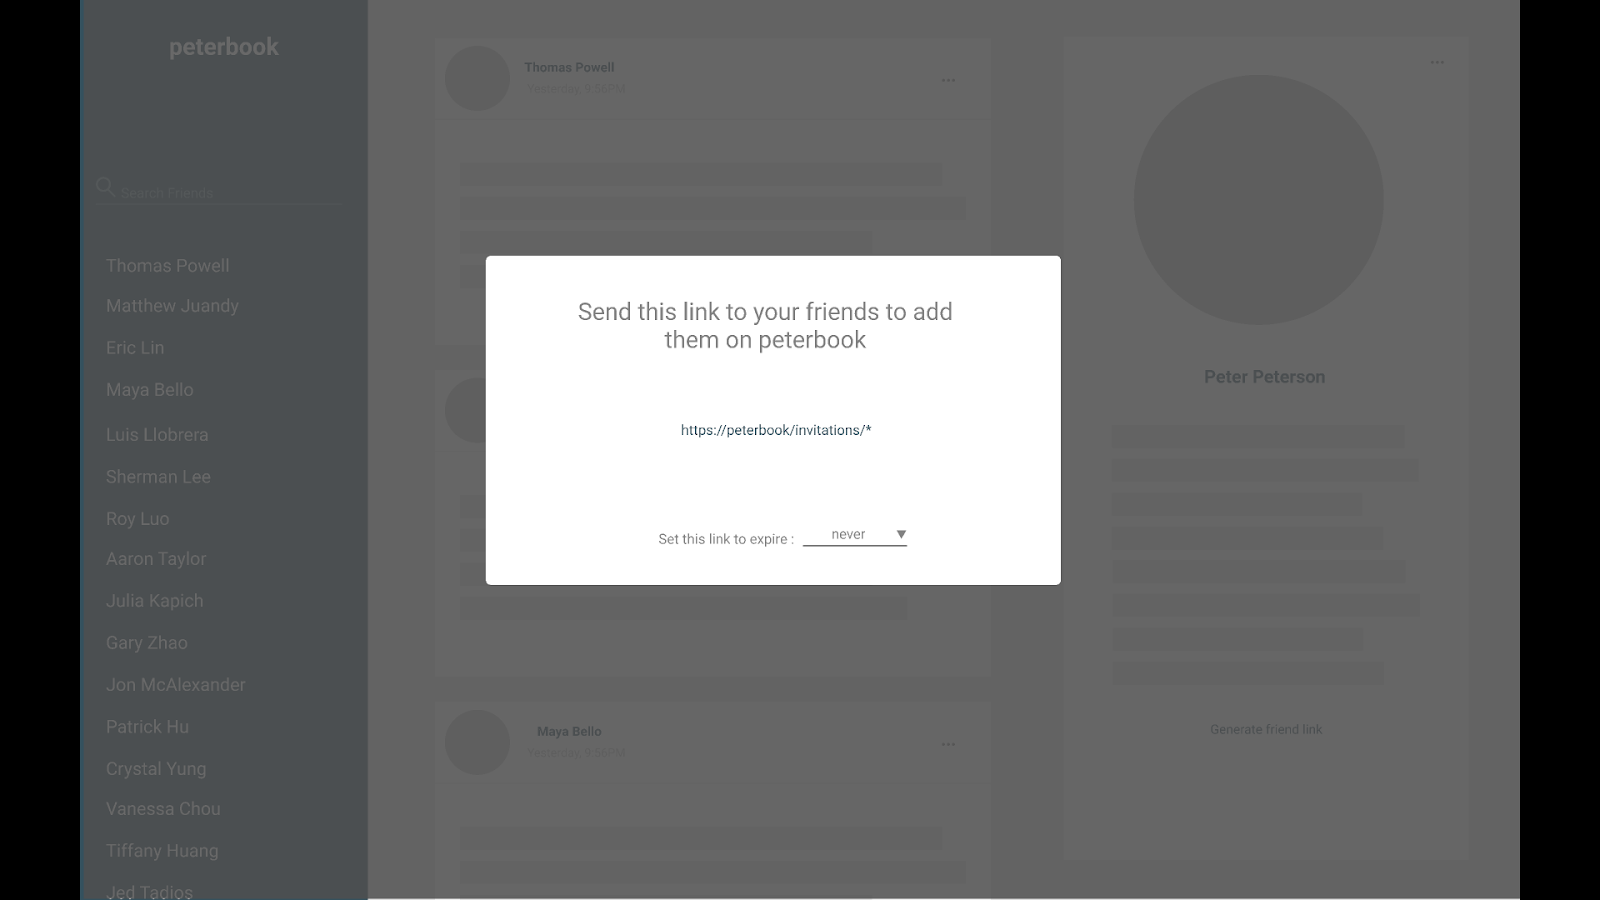 peterbook
Search Friends
Thomas Powell
Matthew Juandy
Eric Lin
Maya Bello
Luis Llobrera
Sherman Lee
Roy Luo
Aaron Taylor
Julia Kapich
Gary Zhao
Jon McAlexander
Patrick Hu
Crystal Yung
Vanessa Chou
Tiffany Huang
Jed Tadios
Thomas Powell
Yesterday, 9:56PM
...
Send this link to your friends to add
them on peterbook
https://peterbook/invitations/*
Set this link to expire : never
Maya Bello
Yesterday, 9:56PM
...
...
Peter Peterson
Generate friend link